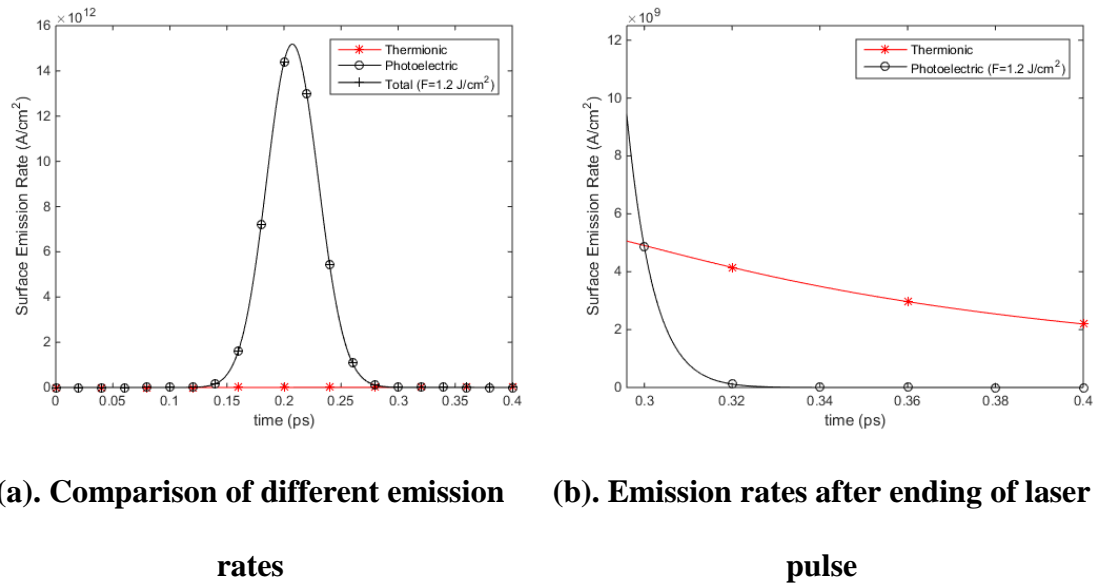 ×10^12
16
14
12
10
8
6
4
2
0
Surface Emission Rate (A/cm^2)
Thermionic
Photoelectric
Total (F=1.2 J/cm^2)
0 0.05 0.1 0.15 0.2 0.25 0.3 0.35 0.4
time (ps)
×10^9
12
10
8
6
4
2
0
Surface Emission Rate (A/cm^2)
Thermionic
Photoelectric (F=1.2 J/cm^2)
0.3 0.32 0.34 0.36 0.38 0.4
time (ps)
(a). Comparison of different emission
rates
(b). Emission rates after ending of laser
pulse